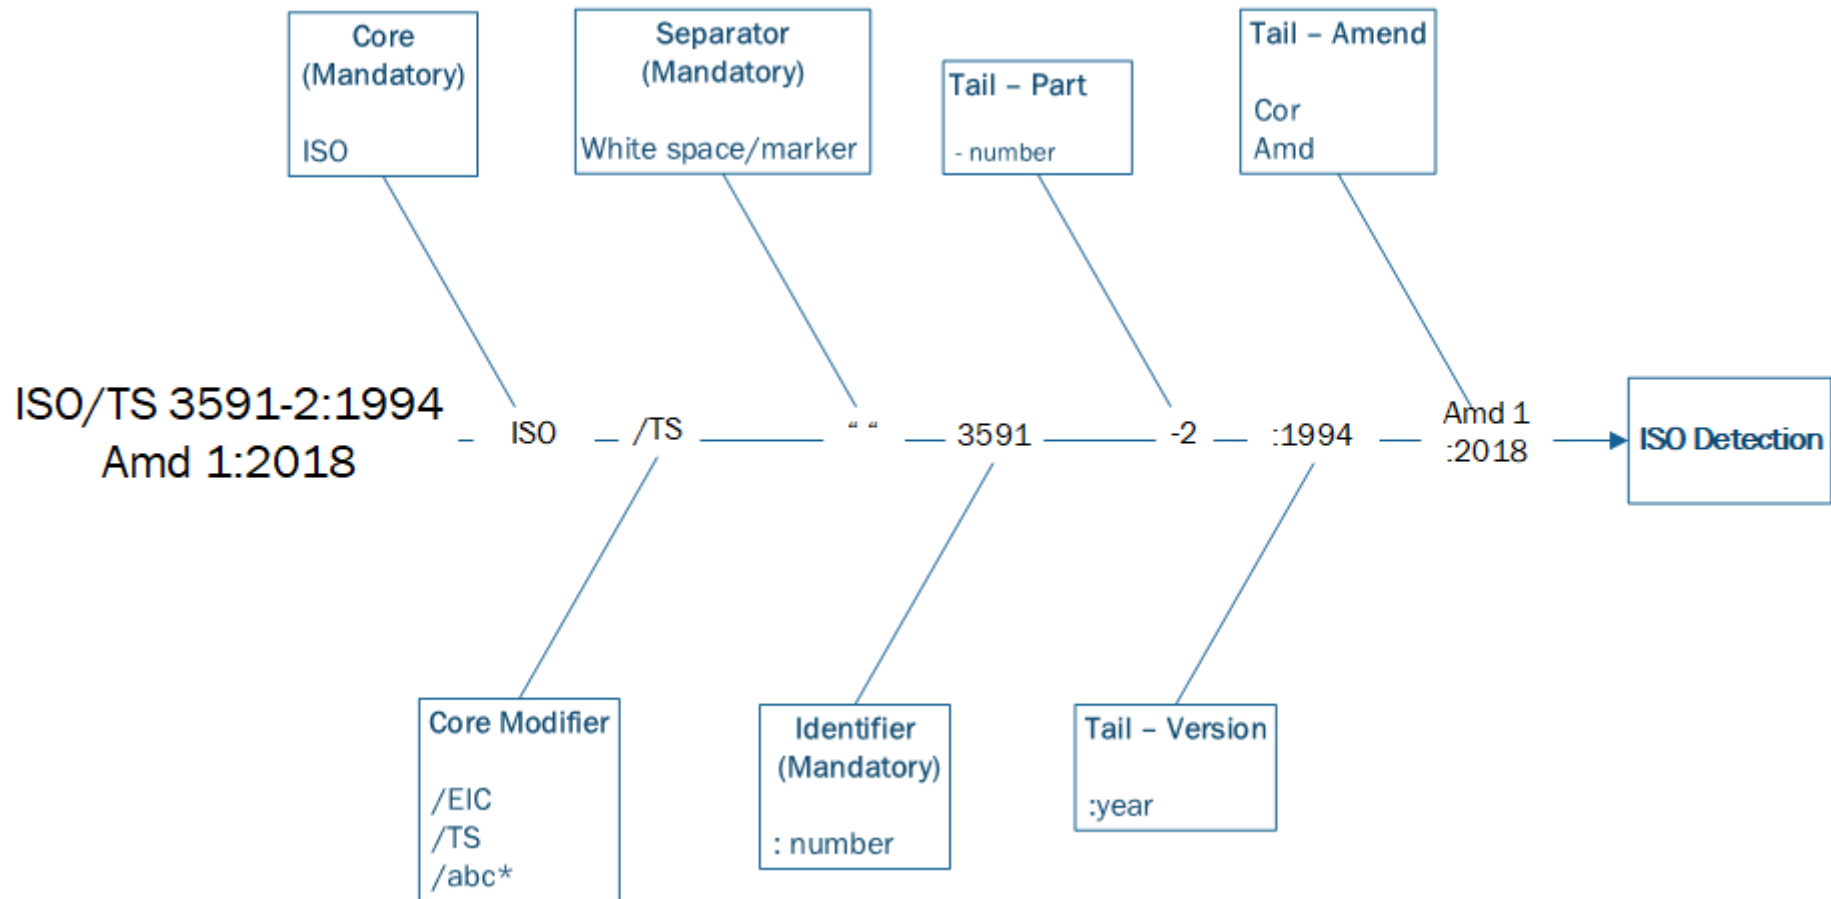 Core
(Mandatory)
ISO
Separator
(Mandatory)
White space/marker
Tail – Part
- number
Tail – Amend
Cor
Amd
ISO/TS 3591-2:1994
Amd 1:2018
ISO
/TS
“ “
3591
-2
:1994
Amd 1
:2018
ISO Detection
Core Modifier
/EIC
/TS
/abc*
Identifier
(Mandatory)
: number
Tail – Version
:year